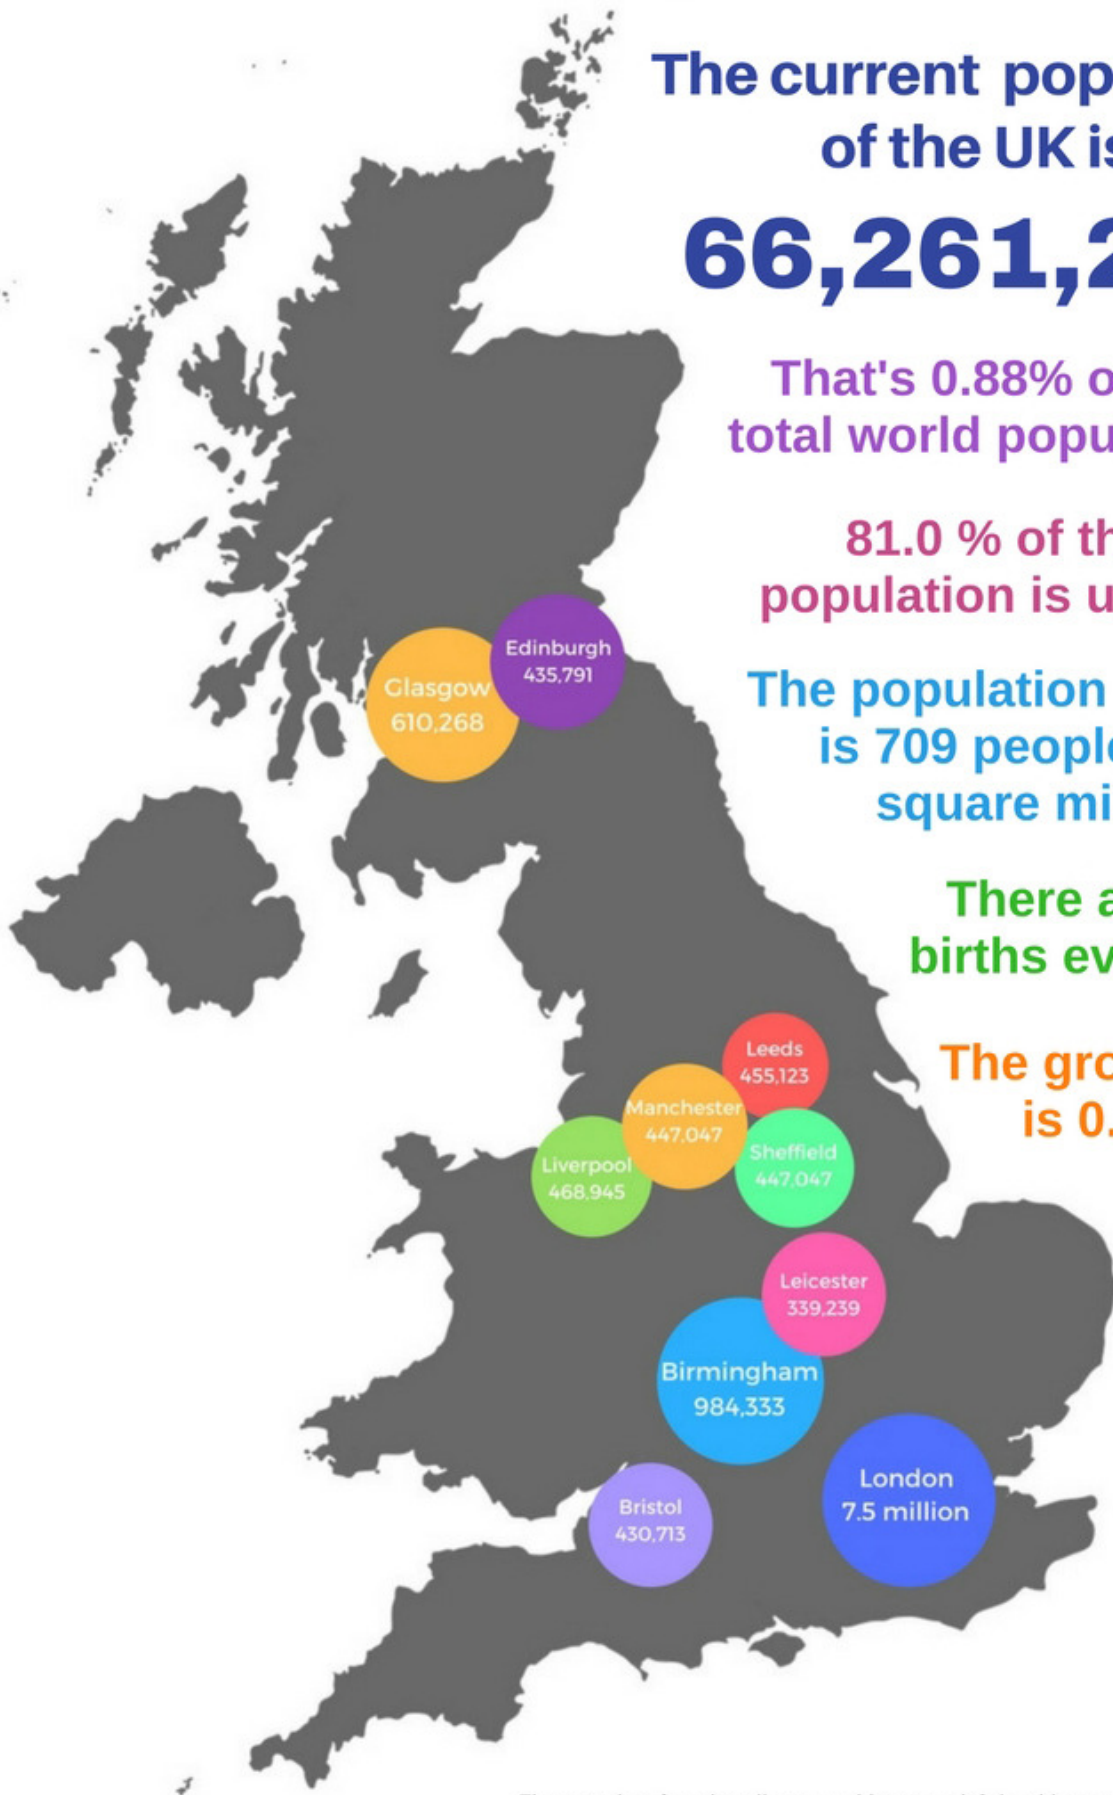 The current pop
of the UK is
66,261,2
That's 0.88% o
total world popu
81.0 % of th
population is u
The population
is 709 people
square mi
There a
births ev
The gro
is 0.
Edinburgh
435,791
Glasgow
610,268
Leeds
455,123
Manchester
447,047
Sheffield
447,047
Liverpool
468,945
Leicester
339,239
Birmingham
984,333
London
7.5 million
Bristol
430,713